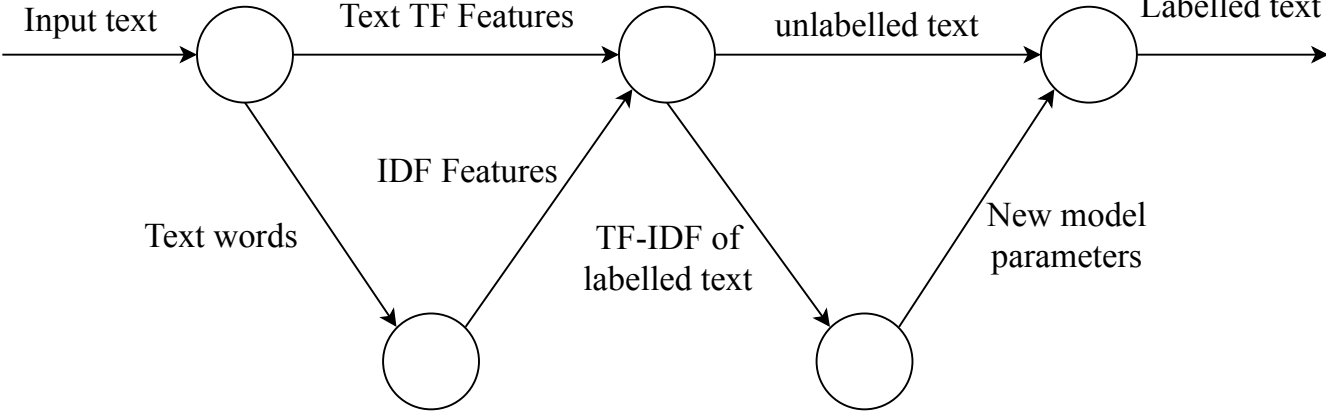 Input text
Text TF Features
unlabelled text
Labelled text
IDF Features
Text words
TF-IDF of
labelled text
New model
parameters